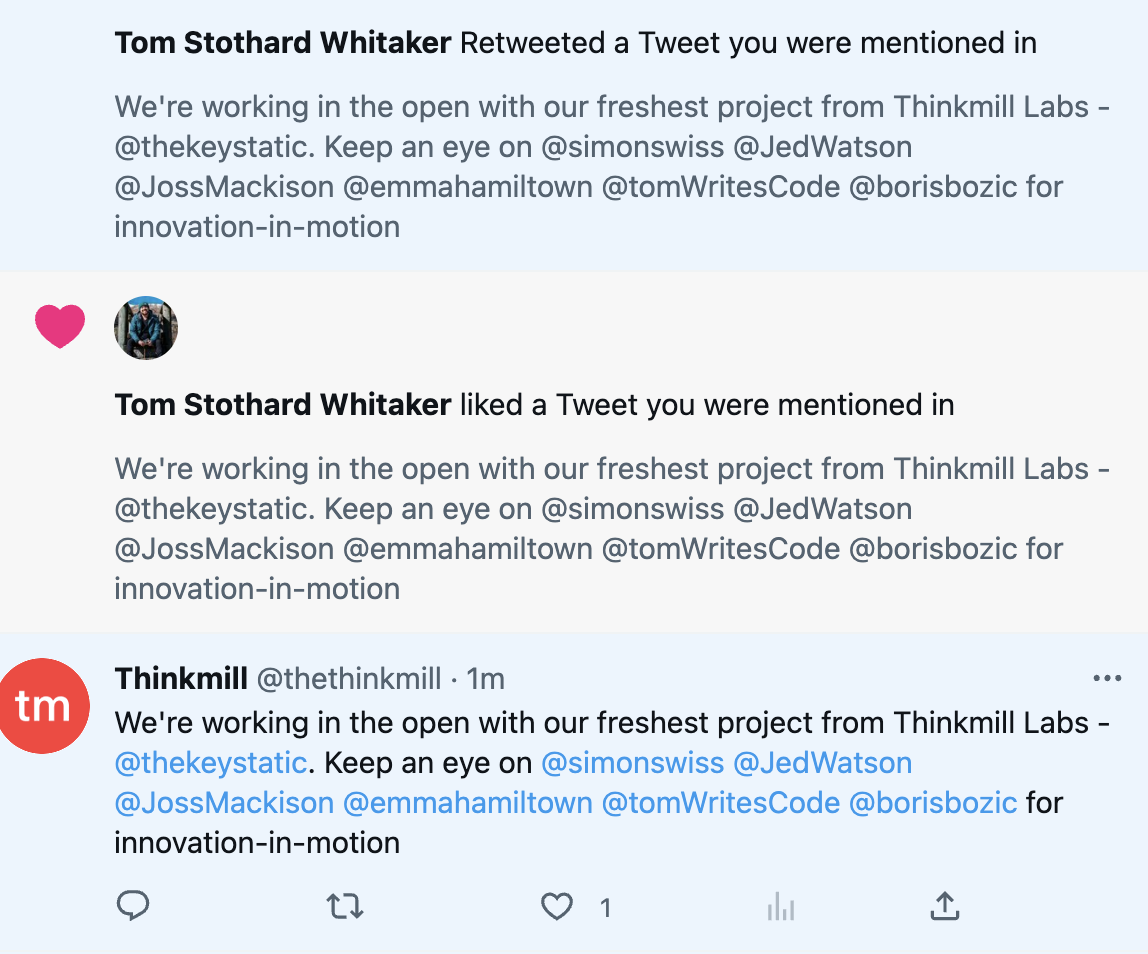 Tom Stothard Whitaker Retweeted a Tweet you were mentioned in
We're working in the open with our freshest project from Thinkmill Labs -
@thekeystatic. Keep an eye on @simonswiss @JedWatson
@JossMackison @emmahamiltown @tomWritesCode @borisbozic for
innovation-in-motion
Tom Stothard Whitaker liked a Tweet you were mentioned in
We're working in the open with our freshest project from Thinkmill Labs -
@thekeystatic. Keep an eye on @simonswiss @JedWatson
@JossMackison @emmahamiltown @tomWritesCode @borisbozic for
innovation-in-motion
tm
Thinkmill @thethinkmill · 1m
We're working in the open with our freshest project from Thinkmill Labs -
@thekeystatic. Keep an eye on @simonswiss @JedWatson
@JossMackison @emmahamiltown @tomWritesCode @borisbozic for
innovation-in-motion
1